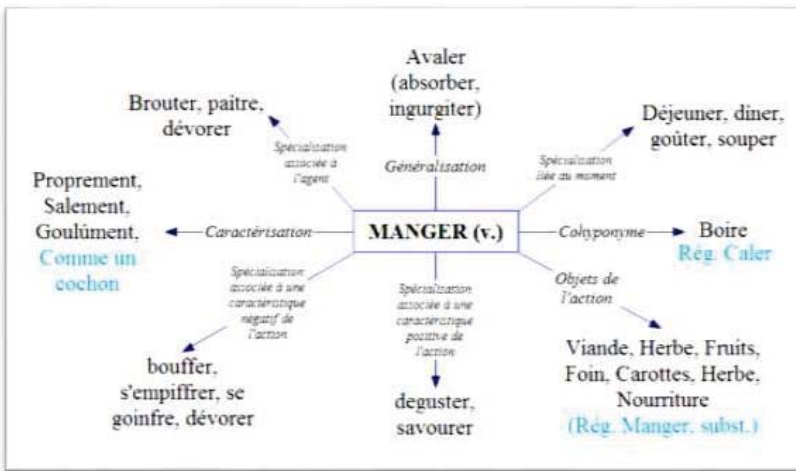 Avaler
(absorber,
ingurgiter)
Brouter, paitre,
dévorer
Déjeuner, diner,
goûter, souper
Spécialisation
associée à
l'agent
Généralisation
Spécialisation
liée au moment
Proprement,
Salement,
Goulûment,
Comme un
cochon
Caractérisation
MANGER (v.)
Cohyponyme
Boire
Rég. Caler
Spécialisation
associée à une
caractéristique
négatif de
l'action
Spécialisation
associée à une
caractéristique
positive de
l'action
Objets de
l'action
bouffer,
s'empiffrer, se
goinfre, dévorer
deguster,
savourer
Viande, Herbe, Fruits,
Foin, Carottes, Herbe,
Nourriture
(Rég. Manger, subst.)